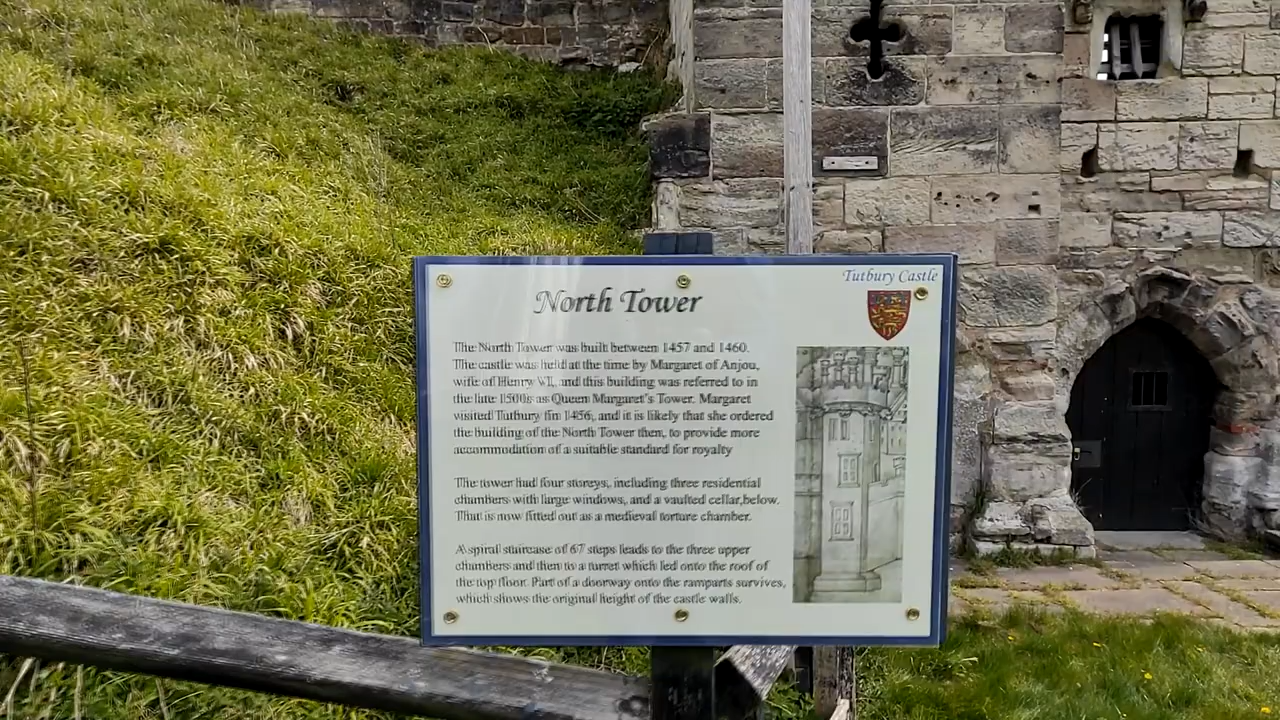 Tutbury Castle
North Tower
The North Tower was built between 1457 and 1460.
The castle was held at the time by Margaret of Anjou,
wife of Henry VI, and this building was referred to in
the late 1500s as Queen Margaret's Tower. Margaret
visited Tutbury fin 1456, and it is likely that she ordered
the building of the North Tower then, to provide more
accommodation of a suitable standard for royalty
The tower had four storeys, including three residential
chambers with large windows, and a vaulted cellar,below.
That is now fitted out as a medieval torture chamber.
A spiral staircase of 67 steps leads to the three upper
chambers and then to a turret which led onto the roof of
the top floor. Part of a doorway onto the ramparts survives,
which shows the original height of the castle walls.